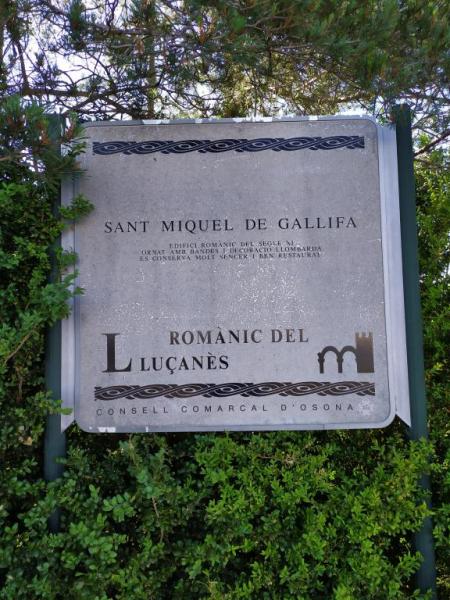 SANT MIQUEL DE GALLIFA
EDIFICI ROMÀNIC DEL SEGLE XI,
ORNAT AMB BANDES I DECORACIÓ LLOMBARDA
ES CONSERVA MOLT SENCER I BEN RESTAURAT
ROMÀNIC DEL
LLUÇANÈS
CONSELL COMARCAL D'OSONA